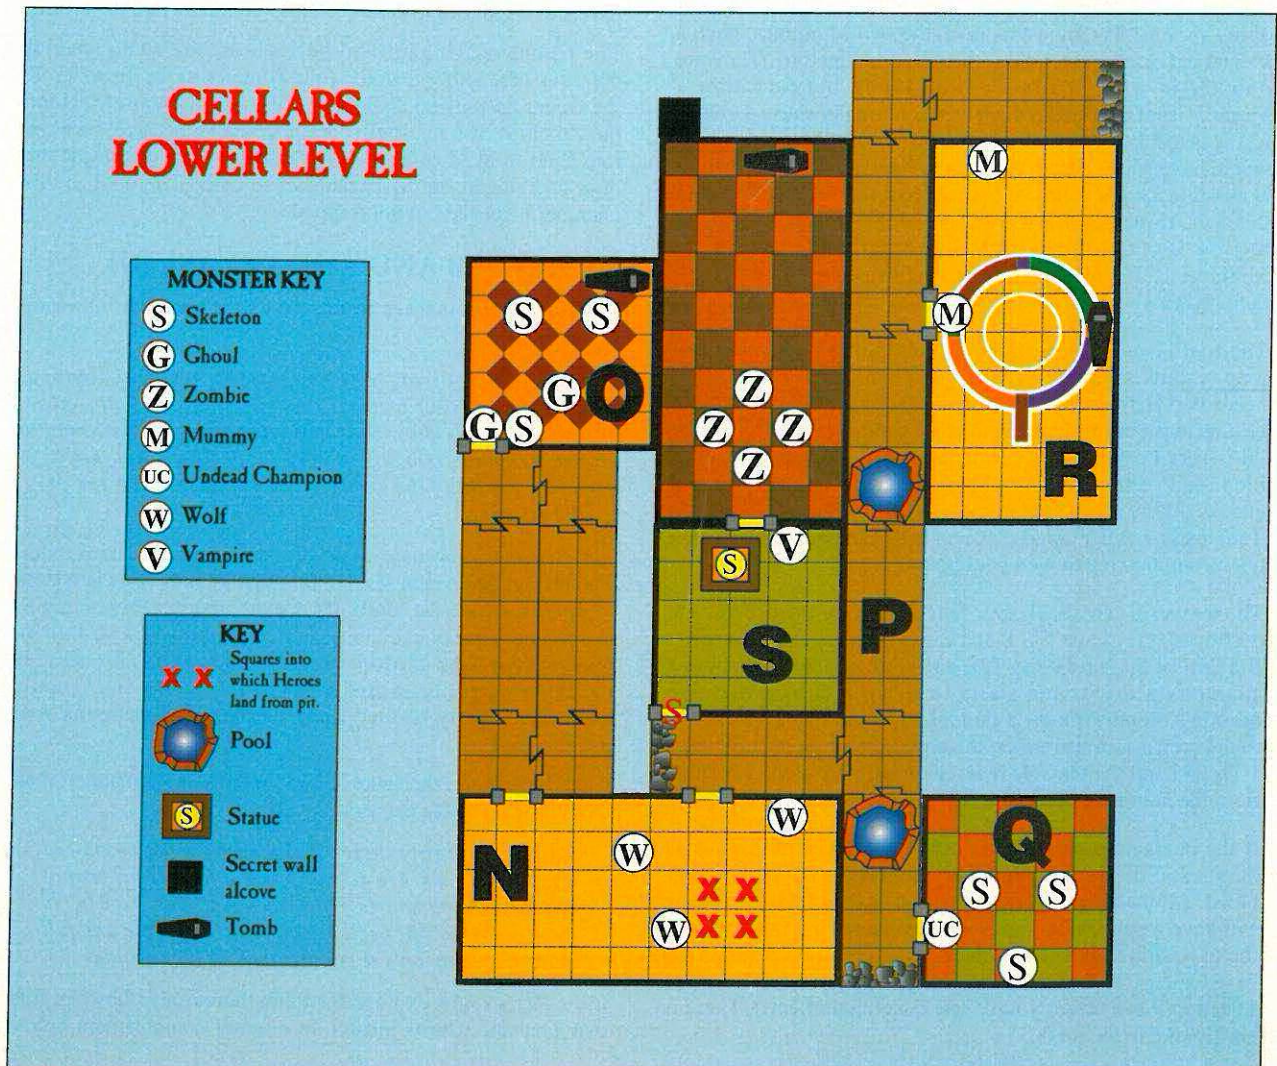 CELLARS
LOWER LEVEL
MONSTER KEY
S Skeleton
G Ghoul
Z Zombie
M Mummy
UC Undead Champion
W Wolf
V Vampire
KEY
X X Squares into
which Heroes
land from pit.
Pool
S Statue
Secret wall
alcove
Tomb
M
M
S S
G O
G S
Z
Z Z
Z
R
V
S
P
S
S
W
W
N
X X
W X X
Q
S S
UC
S